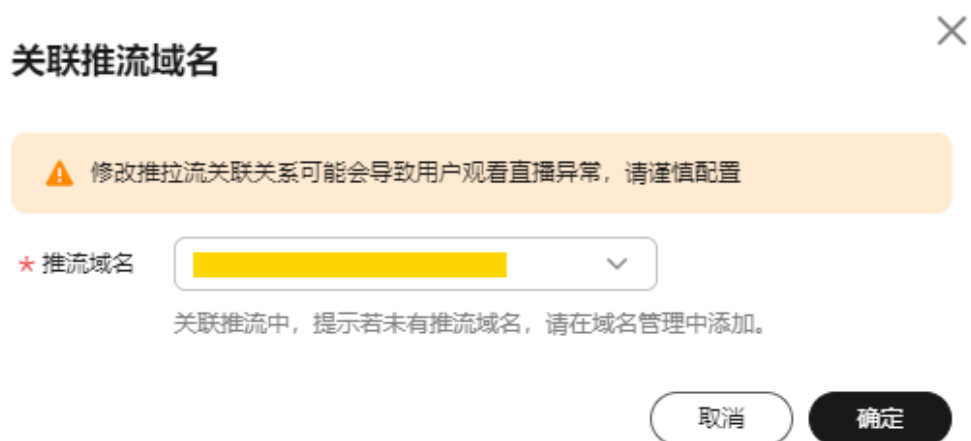 关联推流域名
修改推拉流关联关系可能会导致用户观看直播异常，请谨慎配置
* 推流域名
关联推流中，提示若未有推流域名，请在域名管理中添加。
取消 确定